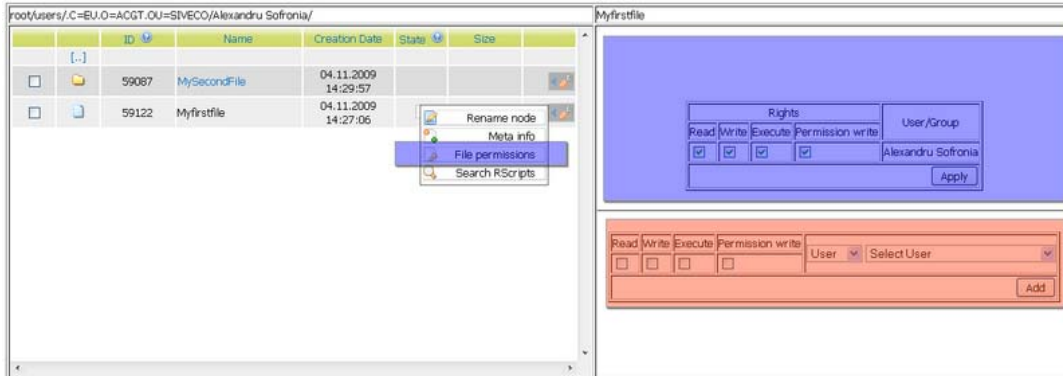 root/users/.C=EU.O=ACGT.OU=SIVECO/Alexandru Sofronia/
ID Name Creation Date State Size
[..]
59087 MySecondFile 04.11.2009 14:29:57
59122 Myfirstfile 04.11.2009 14:27:06
Rename node
Meta info
File permissions
Search RScripts
Myfirstfile
Rights User/Group
Read Write Execute Permission write
Alexandru Sofronia
Apply
Read Write Execute Permission write
User Select User
Add